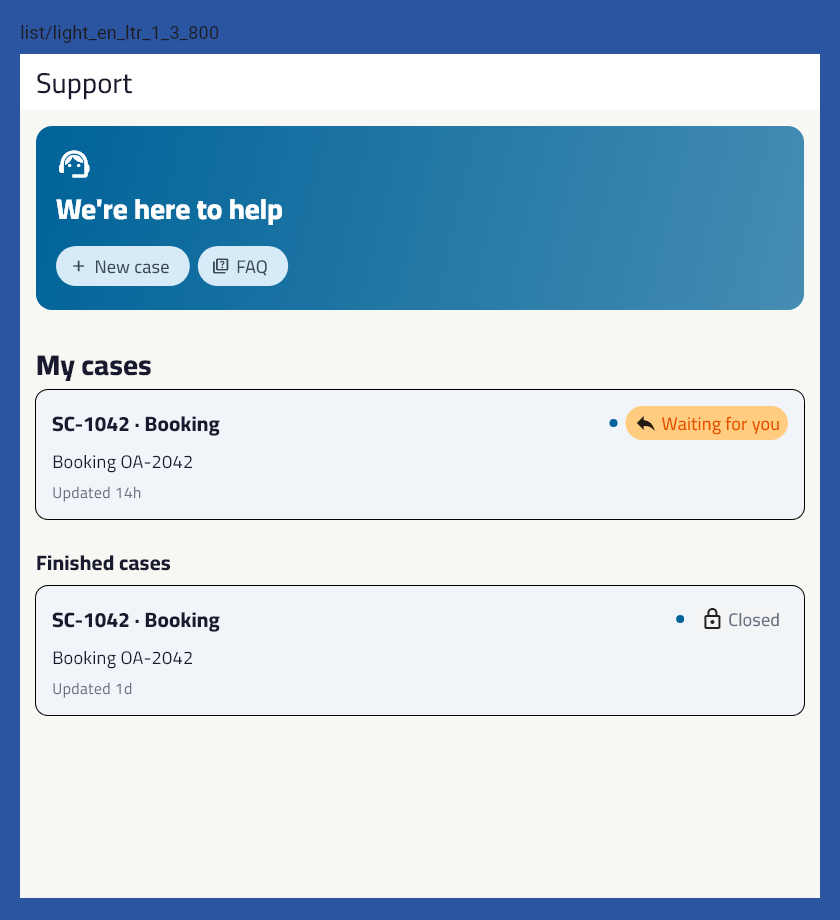 list/light_en_ltr_1_3_800
Support
We're here to help
+ New case
FAQ
My cases
SC-1042 · Booking
Waiting for you
Booking OA-2042
Updated 14h
Finished cases
SC-1042 · Booking
Closed
Booking OA-2042
Updated 1d